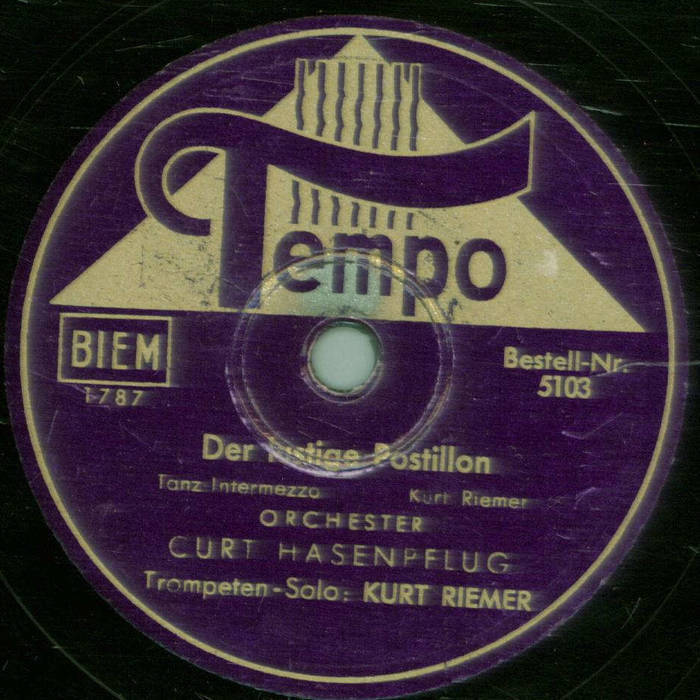 Tempo
BIEM
1787
Bestell-Nr.
5103
Der lustige Postillon
Tanz Intermezzo Kurt Riemer
ORCHESTER
CURT HASENPFLUG
Trompeten-Solo: KURT RIEMER